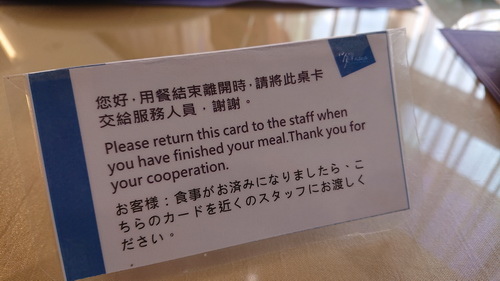 您好，用餐結束離開時，請將此桌卡
交給服務人員，謝謝。
Please return this card to the staff when
you have finished your meal.Thank you for
your cooperation.
お客様：食事がお済みになりましたら、こ
ちらのカードを近くのスタッフにお渡しく
ださい。